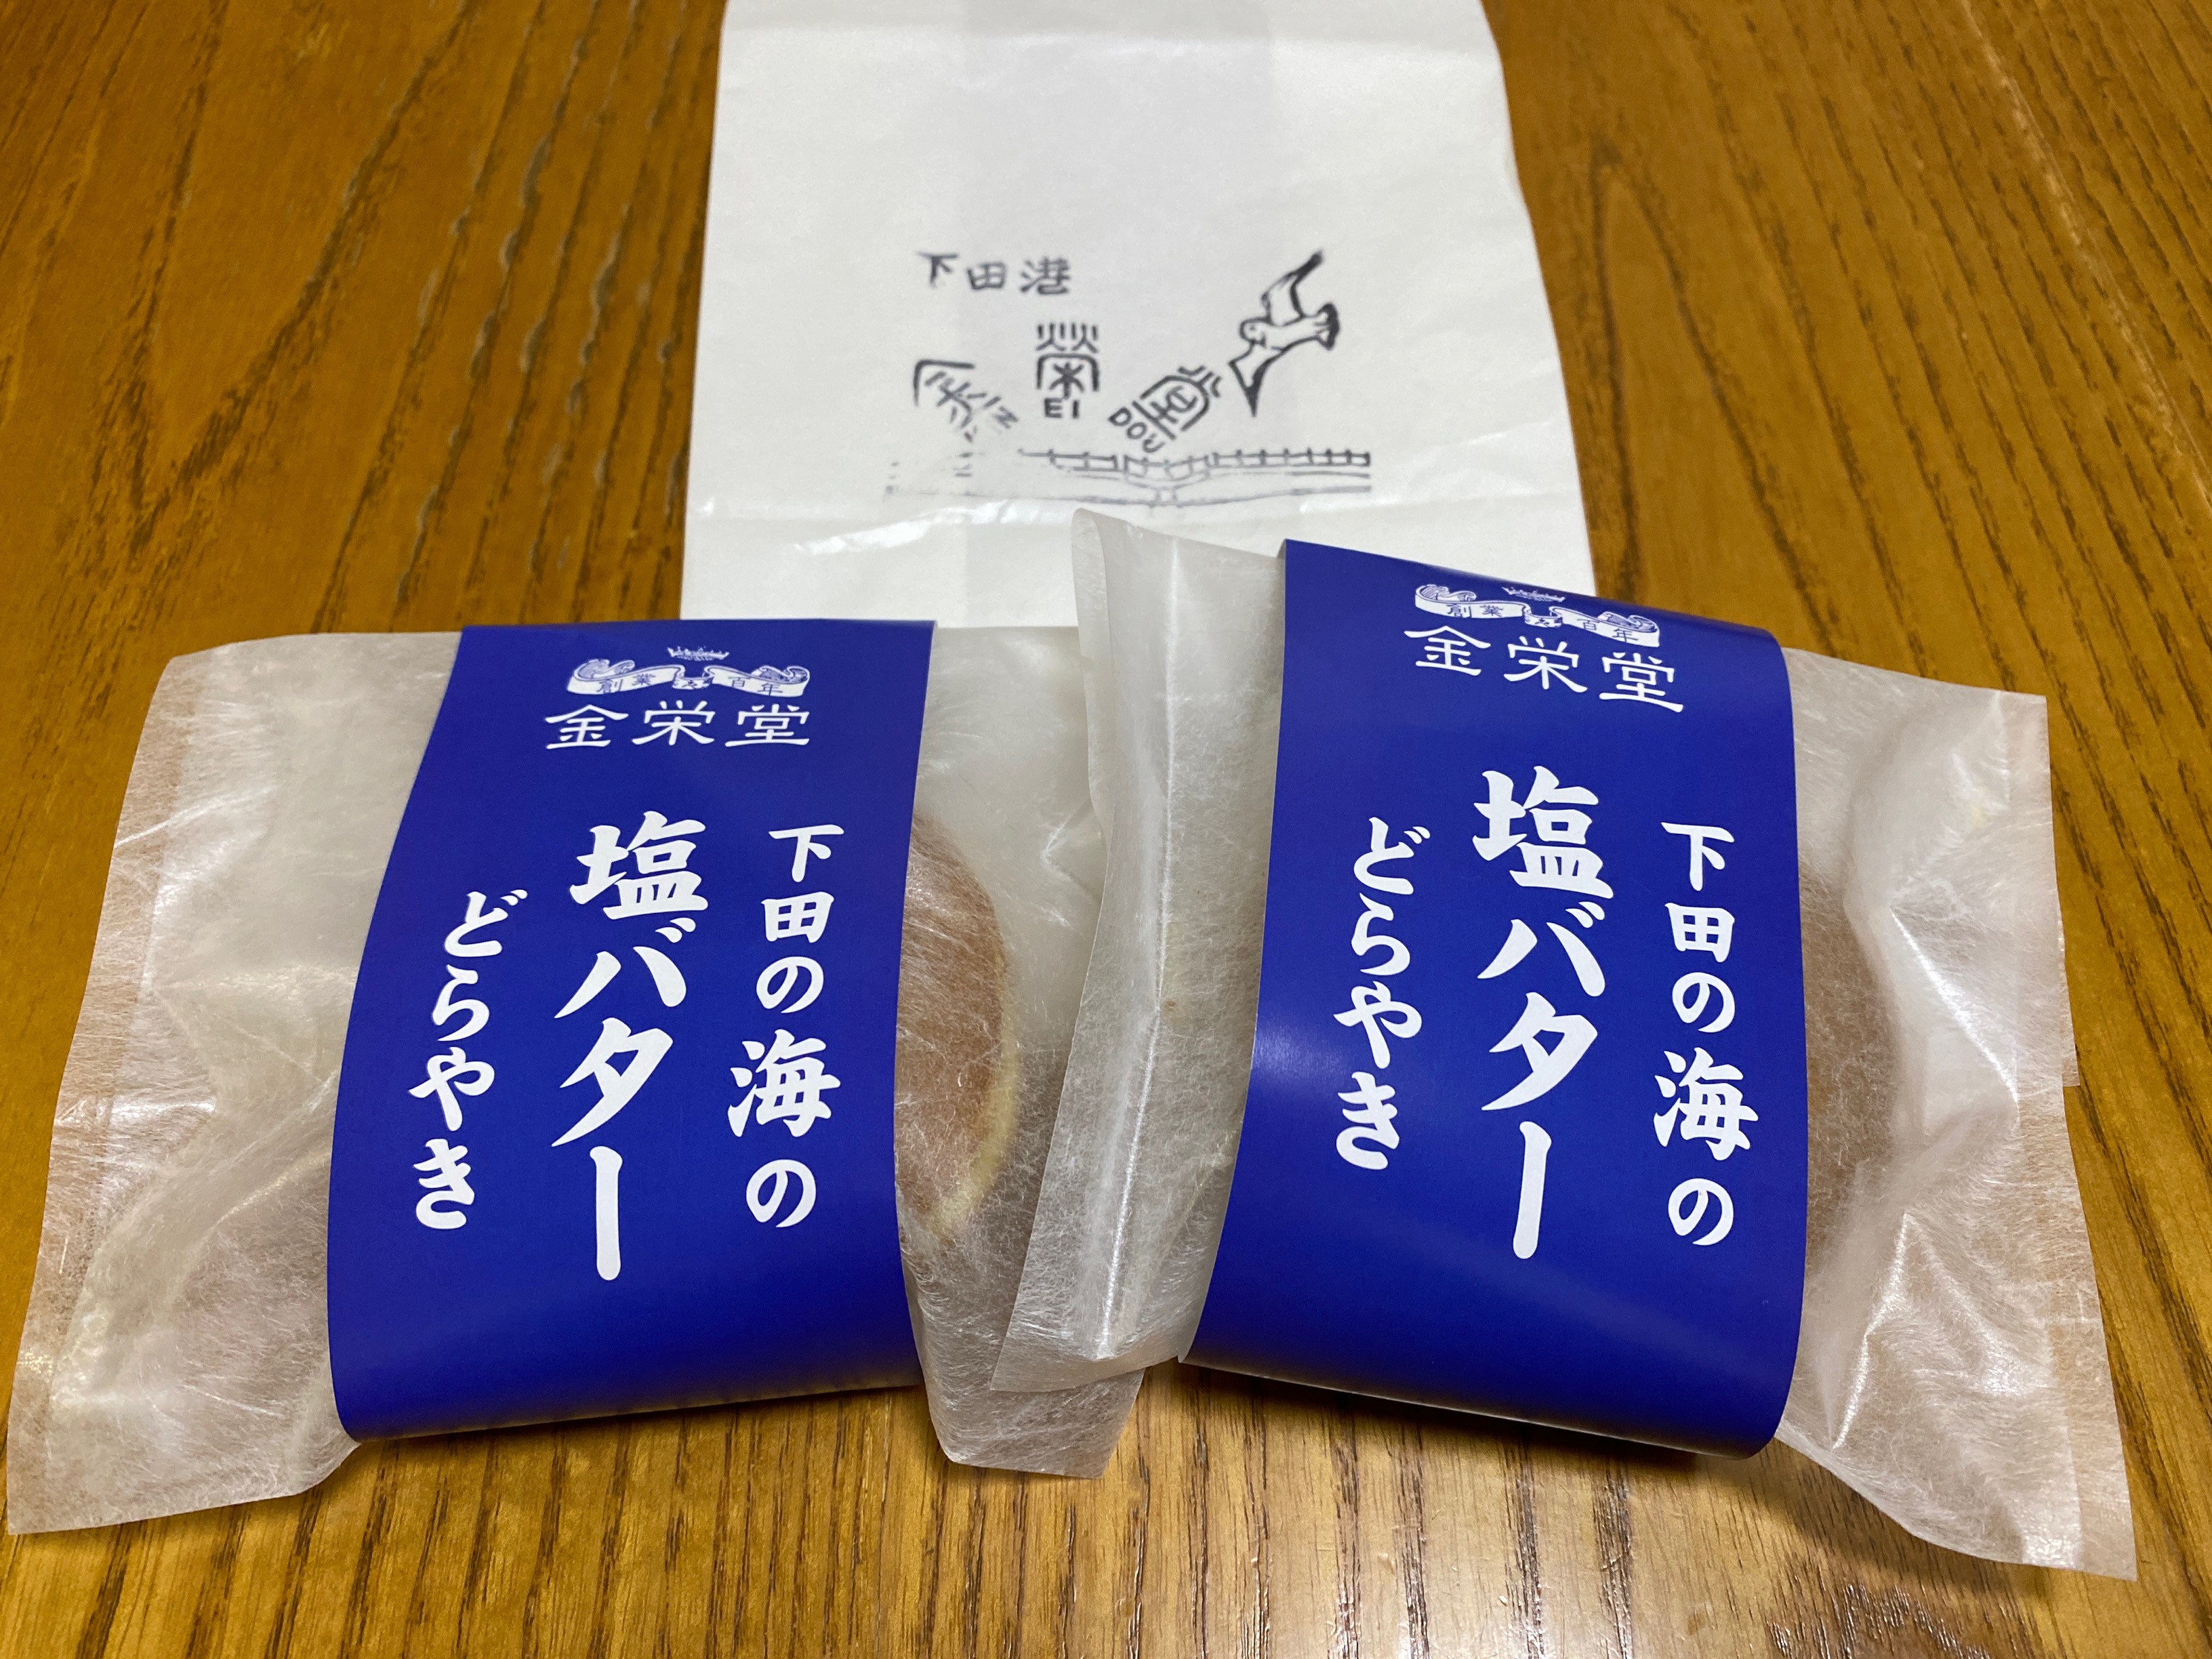 下田港
金 栄 堂
EI DOU
創業 百年
金栄堂
下田の海の
塩バター
どらやき
創業 百年
金栄堂
下田の海の
塩バター
どらやき